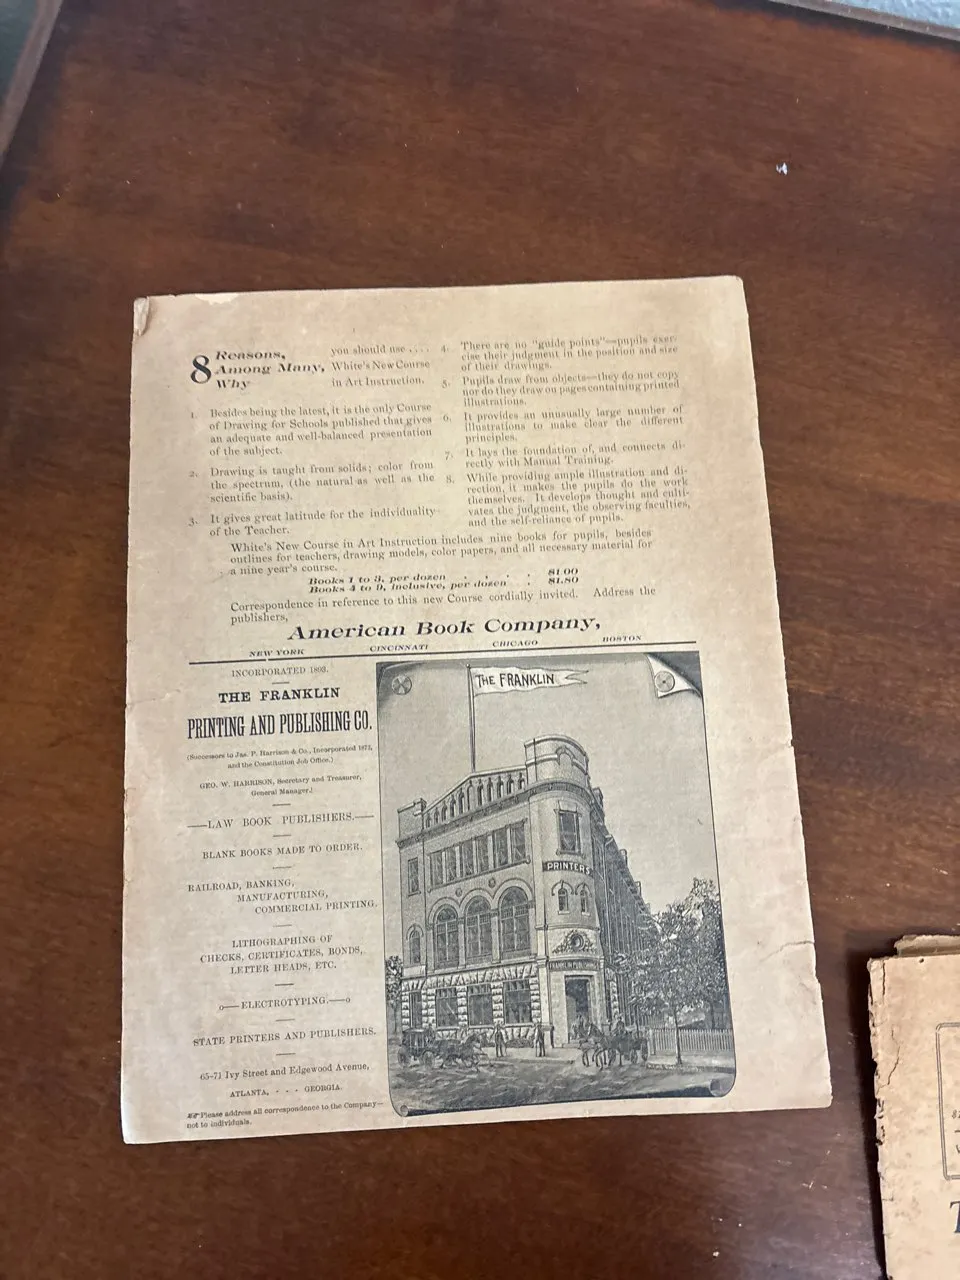 8 Reasons,
Among Many,
Why
you should use ....
White's New Course
in Art Instruction.
1. Besides being the latest, it is the only Course
of Drawing for Schools published that gives
an adequate and well-balanced presentation
of the subject.
2. Drawing is taught from solids; color from
the spectrum, (the natural as well as the
scientific basis).
3. It gives great latitude for the individuality
of the Teacher.
4. There are no "guide points"—pupils exer-
cise their judgment in the position and size
of their drawings.
5. Pupils draw from objects—they do not copy
nor do they draw on pages containing printed
illustrations.
6. It provides an unusually large number of
illustrations to make clear the different
principles.
7. It lays the foundation of, and connects di-
rectly with Manual Training.
8. While providing ample illustration and di-
rection, it makes the pupils do the work
themselves. It develops thought and culti-
vates the judgment, the observing faculties,
and the self-reliance of pupils.
White's New Course in Art Instruction includes nine books for pupils, besides
outlines for teachers, drawing models, color papers, and all necessary material for
a nine year's course.
Books 1 to 3, per dozen . . . . $1.00
Books 4 to 9, inclusive, per dozen . $1.80
Correspondence in reference to this new Course cordially invited. Address the
publishers,
American Book Company,
NEW YORK CINCINNATI CHICAGO BOSTON
INCORPORATED 1893.
THE FRANKLIN
PRINTING AND PUBLISHING CO.
(Successors to Jas. P. Harrison & Co., Incorporated 1872,
and the Constitution Job Office.)
GEO. W. HARRISON, Secretary and Treasurer,
General Manager.
—LAW BOOK PUBLISHERS.—
BLANK BOOKS MADE TO ORDER.
RAILROAD, BANKING,
MANUFACTURING,
COMMERCIAL PRINTING.
LITHOGRAPHING OF
CHECKS, CERTIFICATES, BONDS,
LETTER HEADS, ETC.
o—ELECTROTYPING.—o
STATE PRINTERS AND PUBLISHERS.
65-71 Ivy Street and Edgewood Avenue,
ATLANTA, - - - GEORGIA.
☞ Please address all correspondence to the Company—
not to individuals.
THE FRANKLIN
PRINTERS